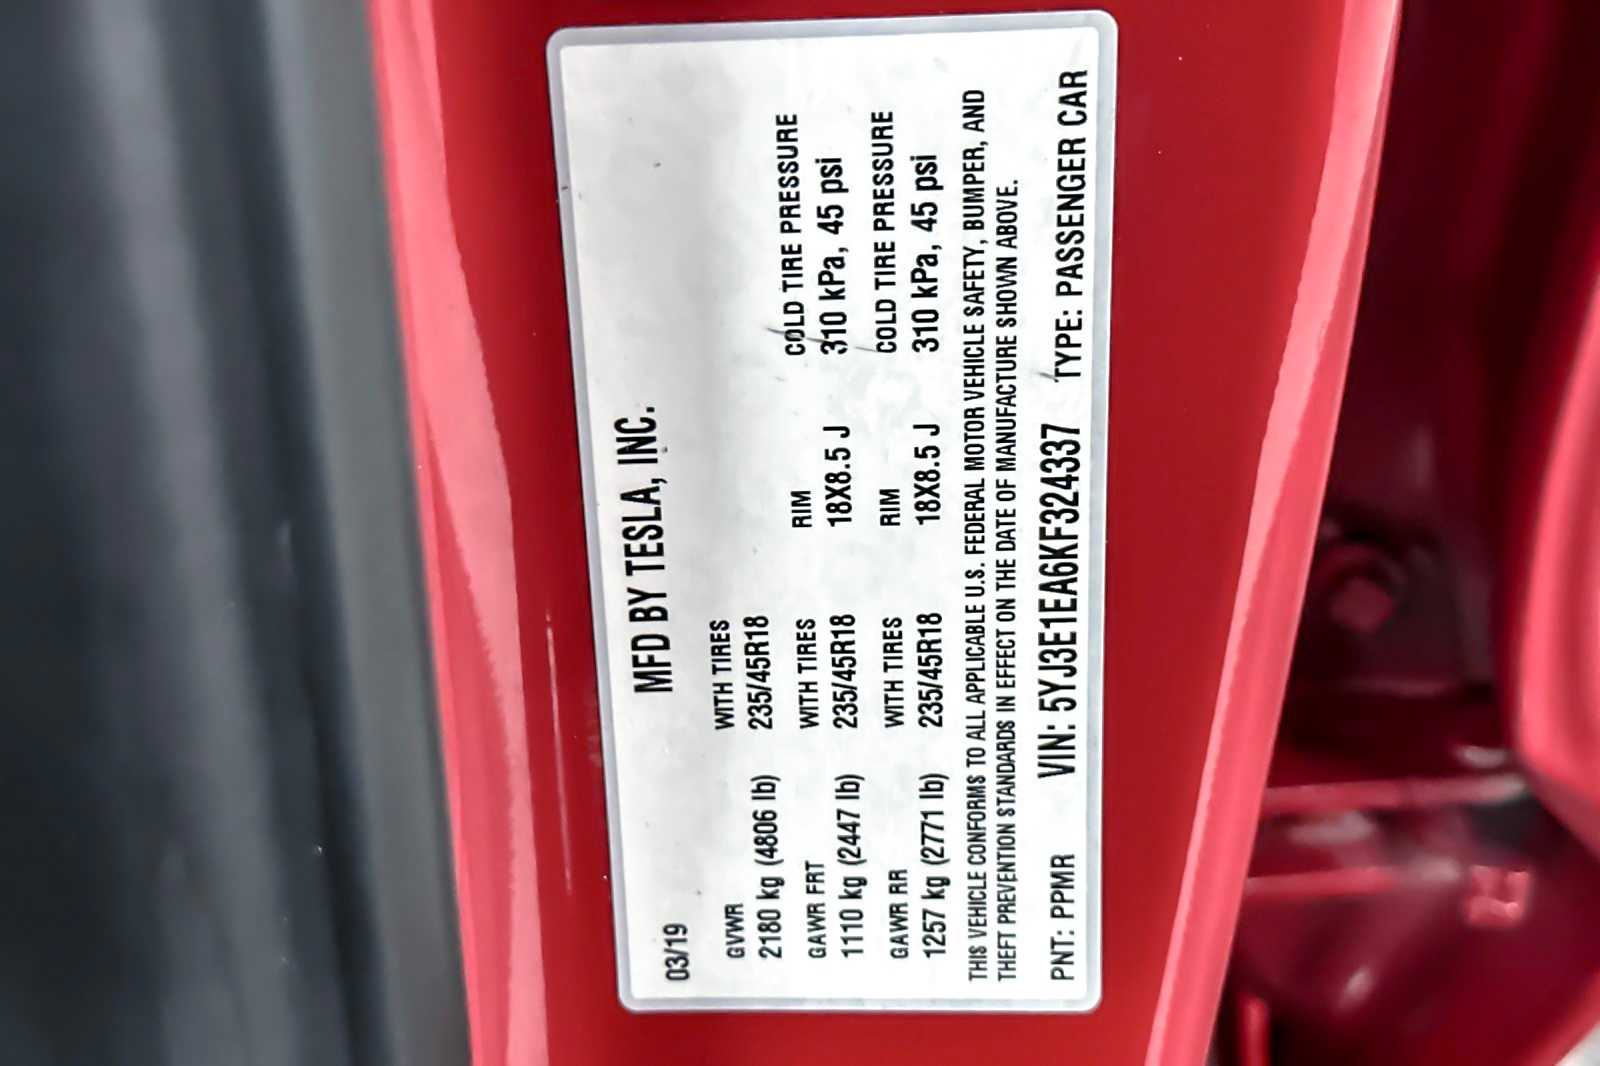 MFD BY TESLA, INC.
03/19
GVWR WITH TIRES
2180 kg (4806 lb) 235/45R18
GAWR FRT WITH TIRES RIM COLD TIRE PRESSURE
1110 kg (2447 lb) 235/45R18 18X8.5 J 310 kPa, 45 psi
GAWR RR WITH TIRES RIM COLD TIRE PRESSURE
1257 kg (2771 lb) 235/45R18 18X8.5 J 310 kPa, 45 psi
THIS VEHICLE CONFORMS TO ALL APPLICABLE U.S. FEDERAL MOTOR VEHICLE SAFETY, BUMPER, AND
THEFT PREVENTION STANDARDS IN EFFECT ON THE DATE OF MANUFACTURE SHOWN ABOVE.
PNT: PPMR VIN: 5YJ3E1EA6KF324337 TYPE: PASSENGER CAR